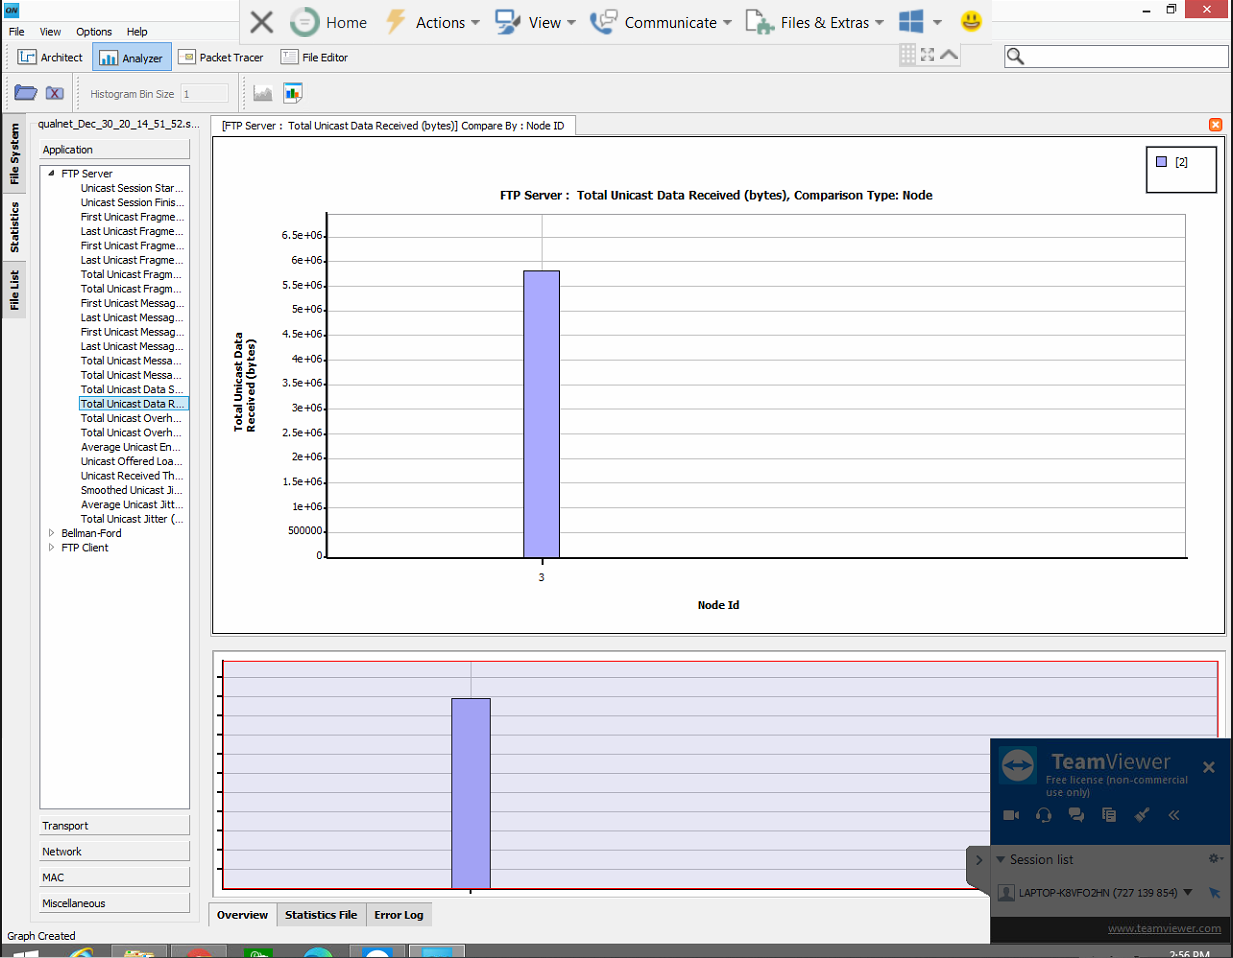 QN
Home
Actions
View
Communicate
Files & Extras
File View Options Help
Architect
Analyzer
Packet Tracer
File Editor
Histogram Bin Size 1
qualnet_Dec_30_20_14_51_52.s...
[FTP Server : Total Unicast Data Received (bytes)] Compare By : Node ID
File System
Statistics
File List
Application
FTP Server
Unicast Session Star...
Unicast Session Finis...
First Unicast Fragme...
Last Unicast Fragme...
First Unicast Fragme...
Last Unicast Fragme...
Total Unicast Fragm...
Total Unicast Fragm...
First Unicast Messag...
Last Unicast Messag...
First Unicast Messag...
Last Unicast Messag...
Total Unicast Messa...
Total Unicast Messa...
Total Unicast Data S...
Total Unicast Data R...
Total Unicast Overh...
Total Unicast Overh...
Average Unicast En...
Unicast Offered Loa...
Unicast Received Th...
Smoothed Unicast Ji...
Average Unicast Jitt...
Total Unicast Jitter (...
Bellman-Ford
FTP Client
Transport
Network
MAC
Miscellaneous
[2]
FTP Server : Total Unicast Data Received (bytes), Comparison Type: Node
6.5e+06
6e+06
5.5e+06
5e+06
4.5e+06
4e+06
3.5e+06
3e+06
2.5e+06
2e+06
1.5e+06
1e+06
500000
0
Total Unicast Data
Received (bytes)
3
Node Id
TeamViewer
Free license (non-commercial
use only)
Session list
LAPTOP-K8VFO2HN (727 139 854)
www.teamviewer.com
Overview
Statistics File
Error Log
Graph Created
2:56 PM